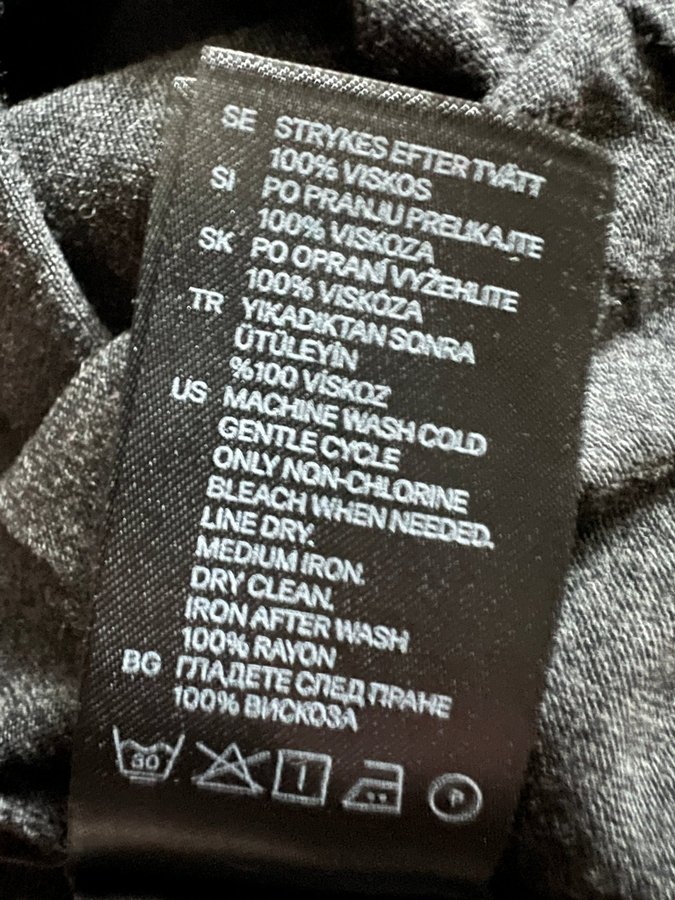 SE STRYKES EFTER TVÄTT
100% VISKOS
SI PO PRANJU PRELIKAJTE
100% VISKOZA
SK PO OPRANÍ VYŽEHLITE
100% VISKÓZA
TR YIKADIKTAN SONRA
ÜTÜLEYİN
%100 VİSKOZ
US MACHINE WASH COLD
GENTLE CYCLE
ONLY NON-CHLORINE
BLEACH WHEN NEEDED.
LINE DRY.
MEDIUM IRON.
DRY CLEAN.
IRON AFTER WASH
100% RAYON
BG ГЛАДЕТЕ СЛЕД ПРАНЕ
100% ВИСКОЗА
30 P